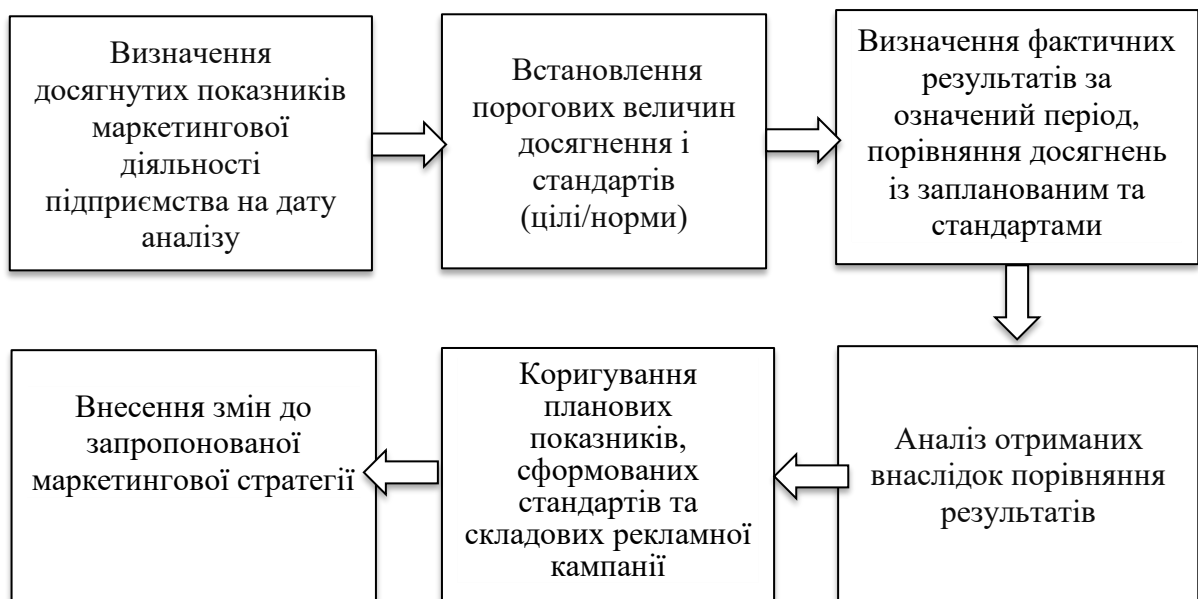 Визначення
досягнутих показників
маркетингової
діяльності
підприємства на дату
аналізу
Встановлення
порогових величин
досягнення і
стандартів
(цілі/норми)
Визначення фактичних
результатів за
означений період,
порівняння досягнень
із запланованим та
стандартами
Аналіз отриманих
внаслідок порівняння
результатів
Коригування
планових
показників,
сформованих
стандартів та
складових рекламної
кампанії
Внесення змін до
запропонованої
маркетингової стратегії